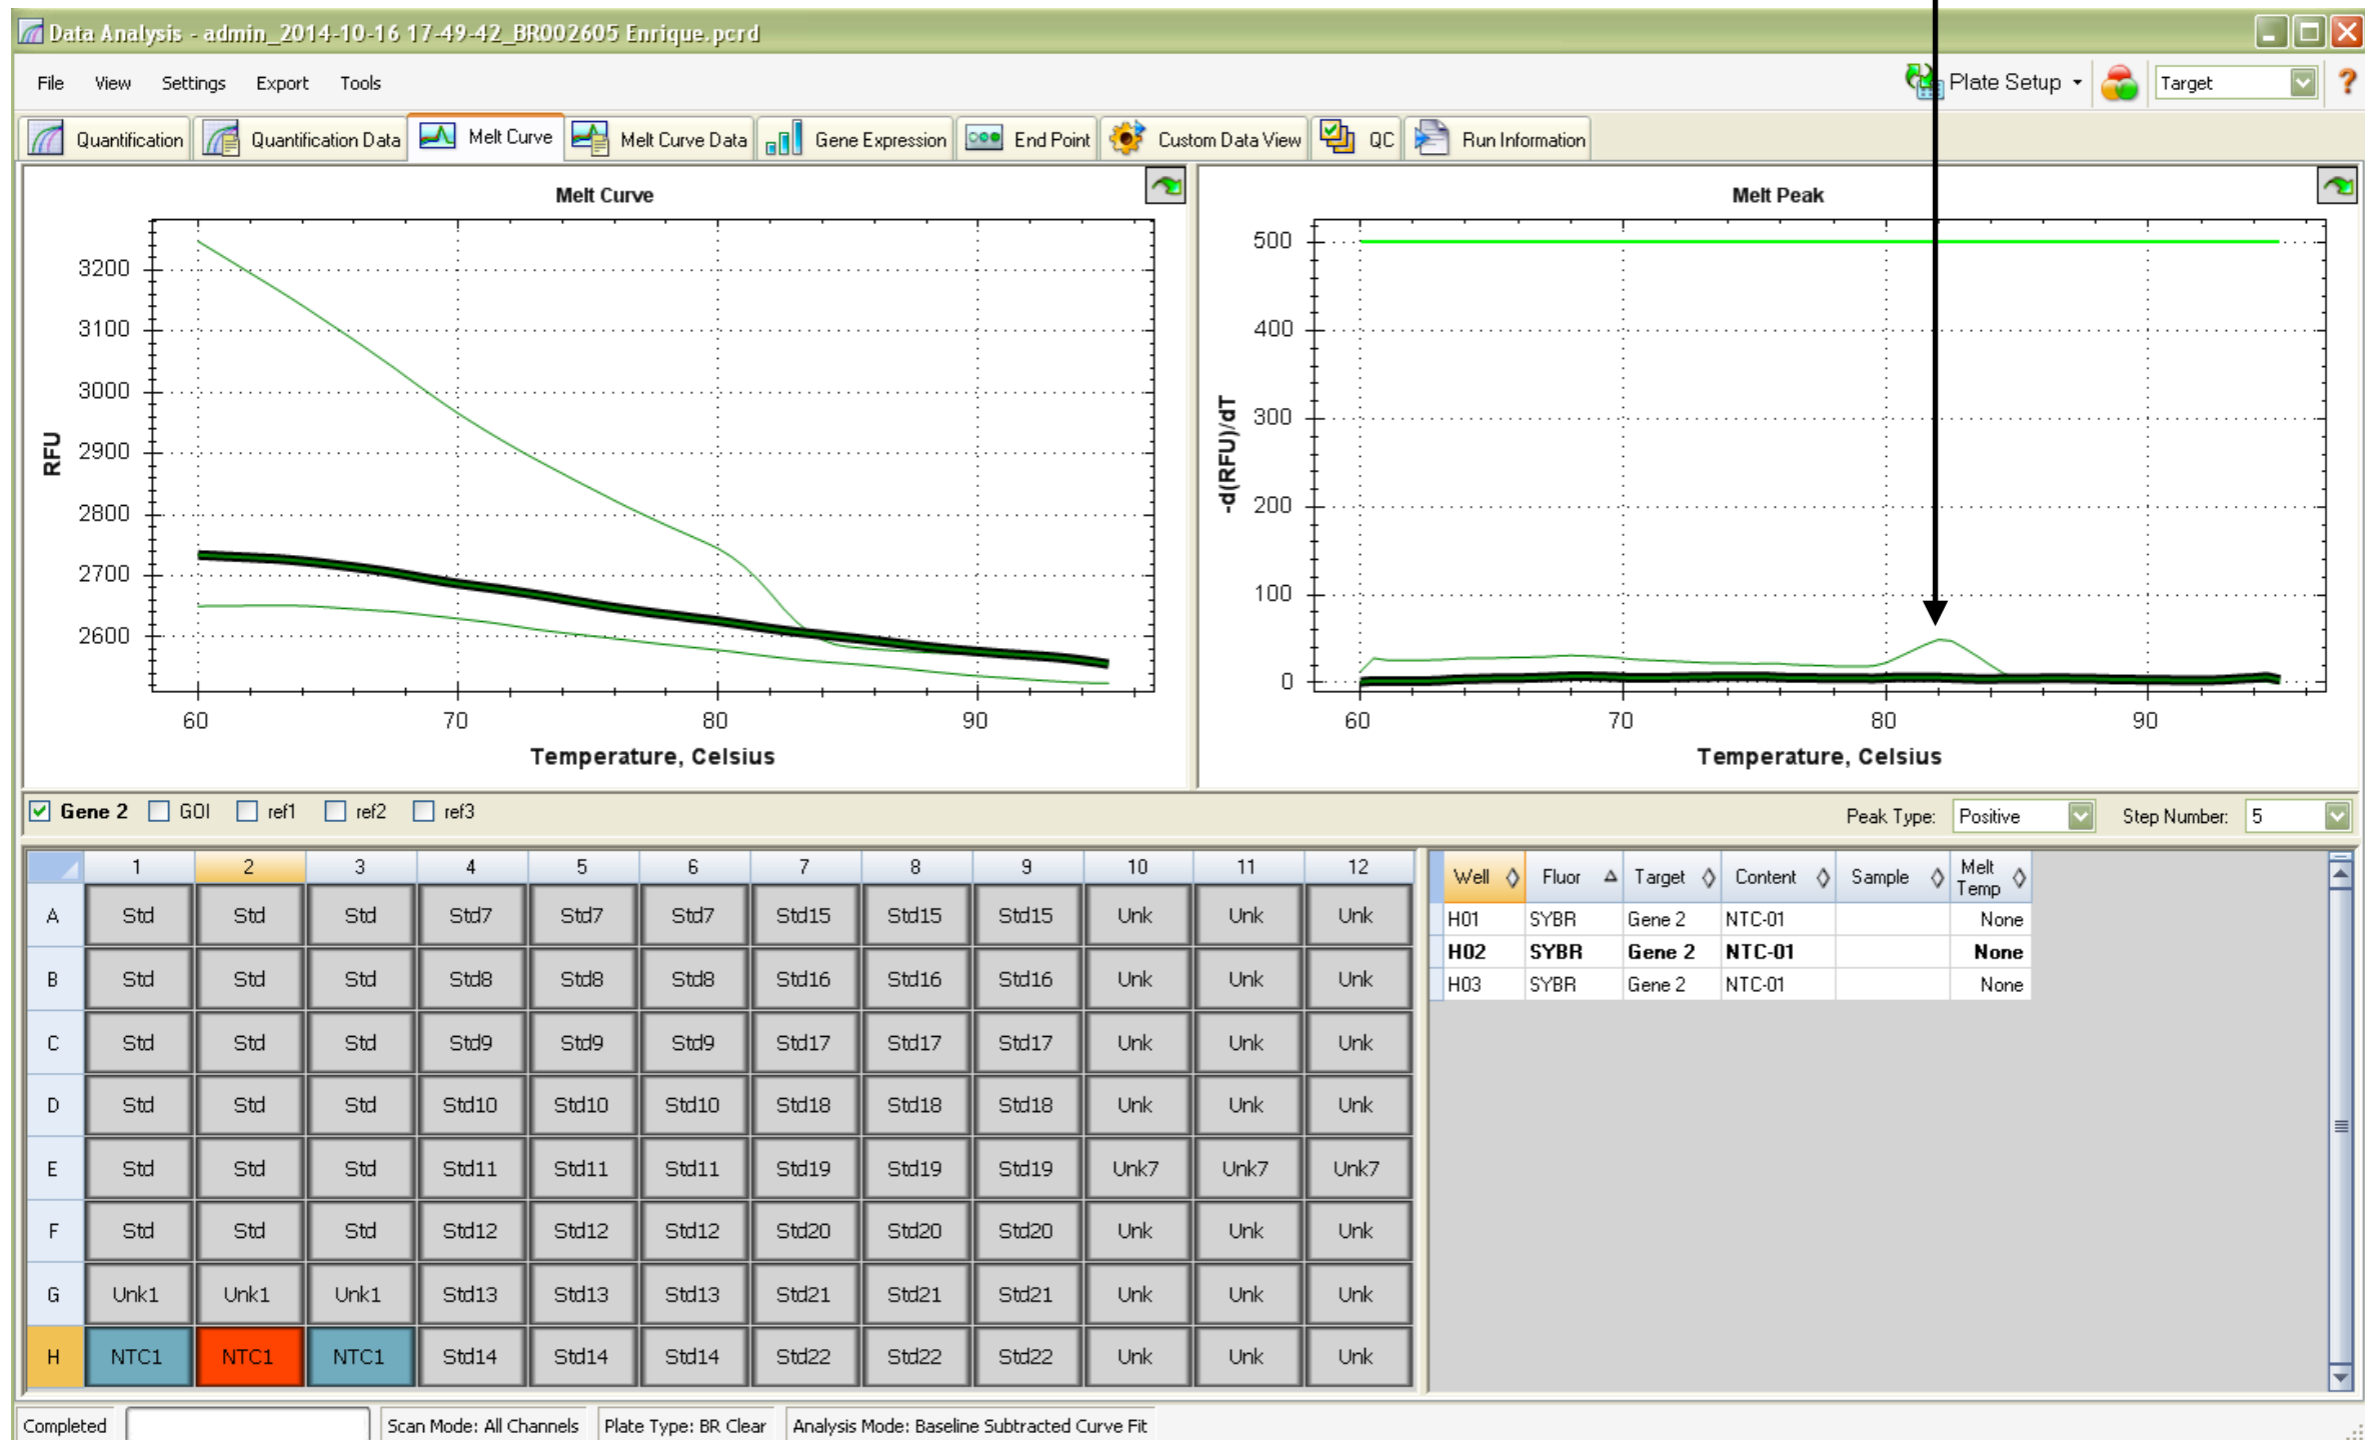 Data Analysis - admin_2014-10-16 17-49-42_BR002605 Enrique.pcrd
File View Settings Export Tools Plate Setup Target ?
Quantification Quantification Data Melt Curve Melt Curve Data Gene Expression End Point Custom Data View QC Run Information
Melt Curve
3200
3100
3000
2900
2800
2700
2600
RFU
60 70 80 90
Temperature, Celsius
Melt Peak
500
400
300
200
100
0
-d(RFU)/dT
60 70 80 90
Temperature, Celsius
Gene 2 GOI ref1 ref2 ref3 Peak Type: Positive Step Number: 5
1 2 3 4 5 6 7 8 9 10 11 12
A Std Std Std Std7 Std7 Std7 Std15 Std15 Std15 Unk Unk Unk
B Std Std Std Std8 Std8 Std8 Std16 Std16 Std16 Unk Unk Unk
C Std Std Std Std9 Std9 Std9 Std17 Std17 Std17 Unk Unk Unk
D Std Std Std Std10 Std10 Std10 Std18 Std18 Std18 Unk Unk Unk
E Std Std Std Std11 Std11 Std11 Std19 Std19 Std19 Unk7 Unk7 Unk7
F Std Std Std Std12 Std12 Std12 Std20 Std20 Std20 Unk Unk Unk
G Unk1 Unk1 Unk1 Std13 Std13 Std13 Std21 Std21 Std21 Unk Unk Unk
H NTC1 NTC1 NTC1 Std14 Std14 Std14 Std22 Std22 Std22 Unk Unk Unk
Well Fluor Target Content Sample Melt Temp
H01 SYBR Gene 2 NTC-01 None
H02 SYBR Gene 2 NTC-01 None
H03 SYBR Gene 2 NTC-01 None
Completed Scan Mode: All Channels Plate Type: BR Clear Analysis Mode: Baseline Subtracted Curve Fit